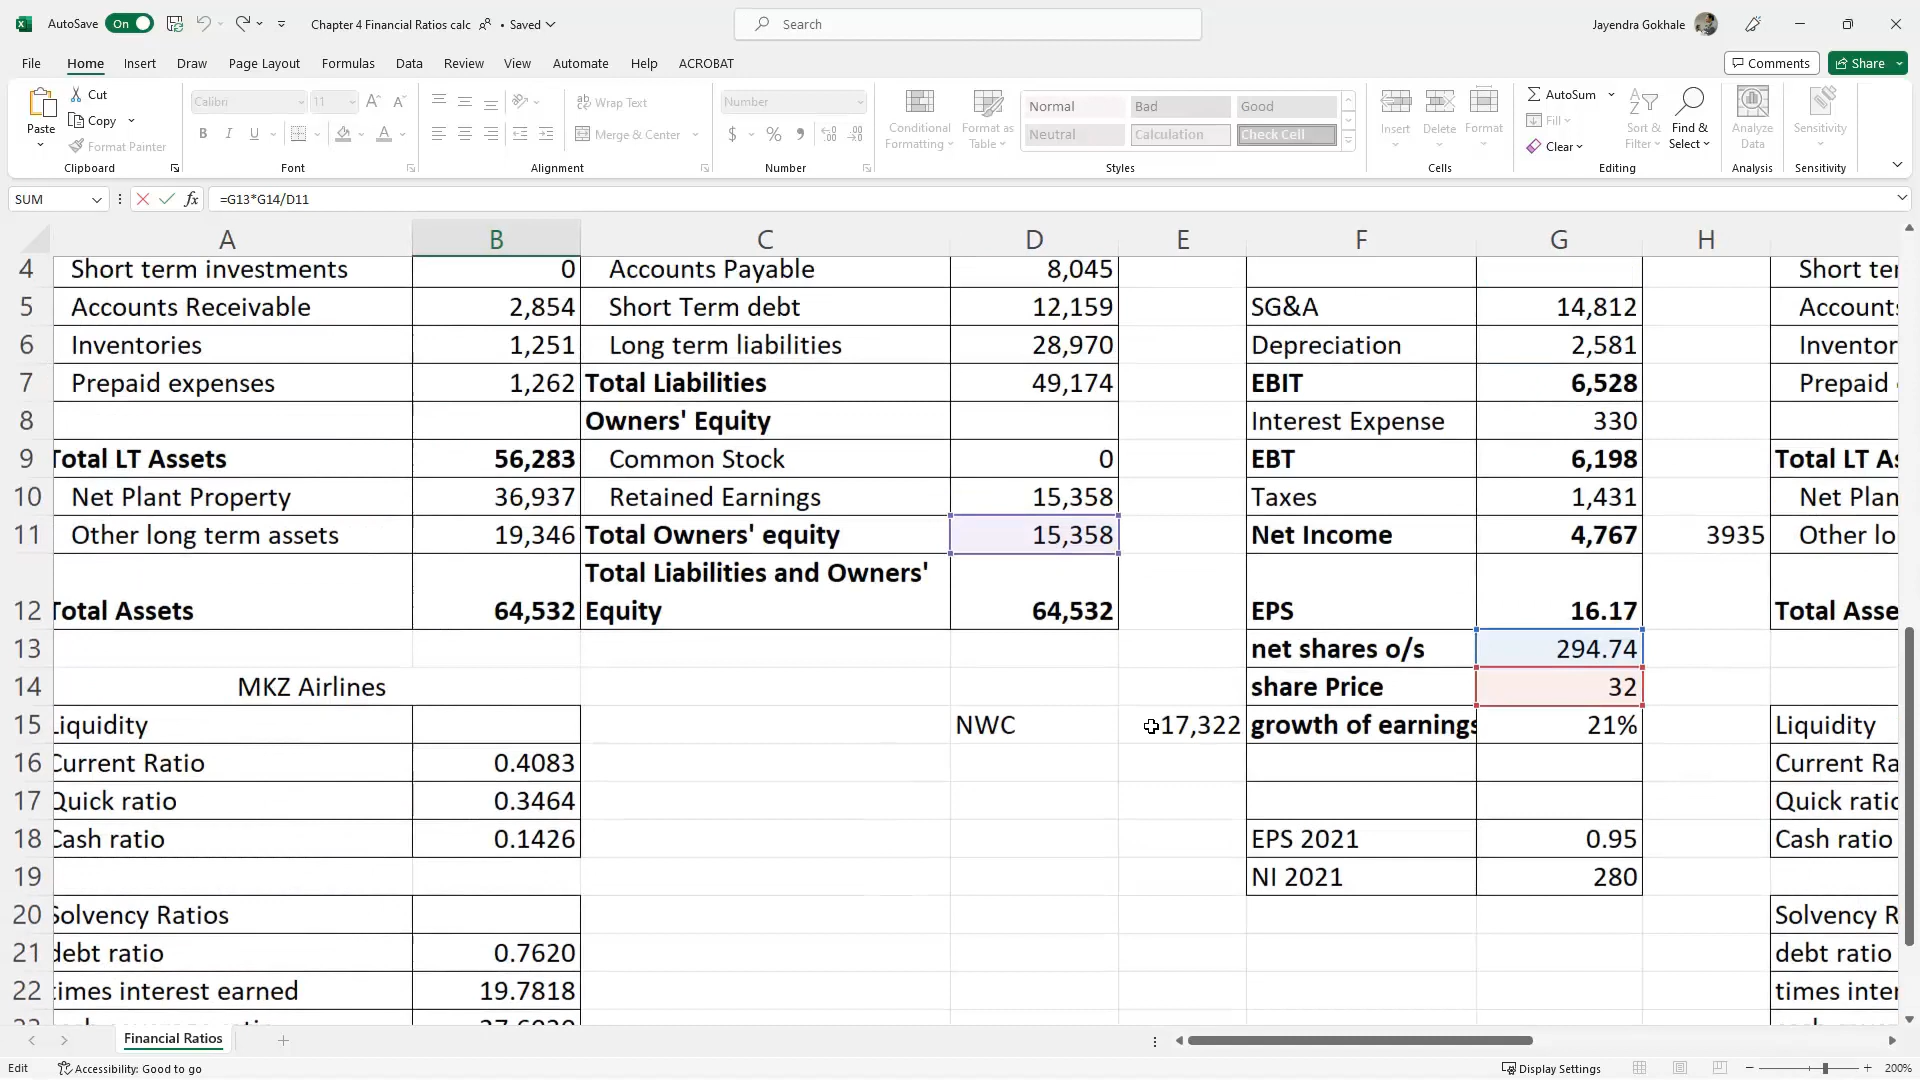 AutoSave On Chapter 4 Financial Ratios calc • Saved Search Jayendra Gokhale
File Home Insert Draw Page Layout Formulas Data Review View Automate Help ACROBAT Comments Share
Paste Cut Copy Format Painter Clipboard
Calibri 11 A A B I U A Font
ab Wrap Text Merge & Center Alignment
Number $ % , Number
Conditional Formatting Format as Table Normal Bad Good Neutral Calculation Check Cell Styles
Insert Delete Format Cells
AutoSum Fill Clear Sort & Filter Find & Select Editing
Analyze Data Analysis
Sensitivity Sensitivity
SUM fx =G13*G14/D11
A B C D E F G H
4 Short term investments 0 Accounts Payable 8,045 Short ter
5 Accounts Receivable 2,854 Short Term debt 12,159 SG&A 14,812 Accounts
6 Inventories 1,251 Long term liabilities 28,970 Depreciation 2,581 Inventor
7 Prepaid expenses 1,262 Total Liabilities 49,174 EBIT 6,528 Prepaid
8 Owners' Equity Interest Expense 330
9 Total LT Assets 56,283 Common Stock 0 EBT 6,198 Total LT A
10 Net Plant Property 36,937 Retained Earnings 15,358 Taxes 1,431 Net Plan
11 Other long term assets 19,346 Total Owners' equity 15,358 Net Income 4,767 3935 Other lo
Total Liabilities and Owners'
12 Total Assets 64,532 Equity 64,532 EPS 16.17 Total Asse
13 net shares o/s 294.74
14 MKZ Airlines share Price 32
15 Liquidity NWC 17,322 growth of earnings 21% Liquidity
16 Current Ratio 0.4083 Current Ra
17 Quick ratio 0.3464 Quick ratio
18 Cash ratio 0.1426 EPS 2021 0.95 Cash ratio
19 NI 2021 280
20 Solvency Ratios Solvency R
21 debt ratio 0.7620 debt ratio
22 times interest earned 19.7818 times inter
Financial Ratios
Edit Accessibility: Good to go Display Settings 200%